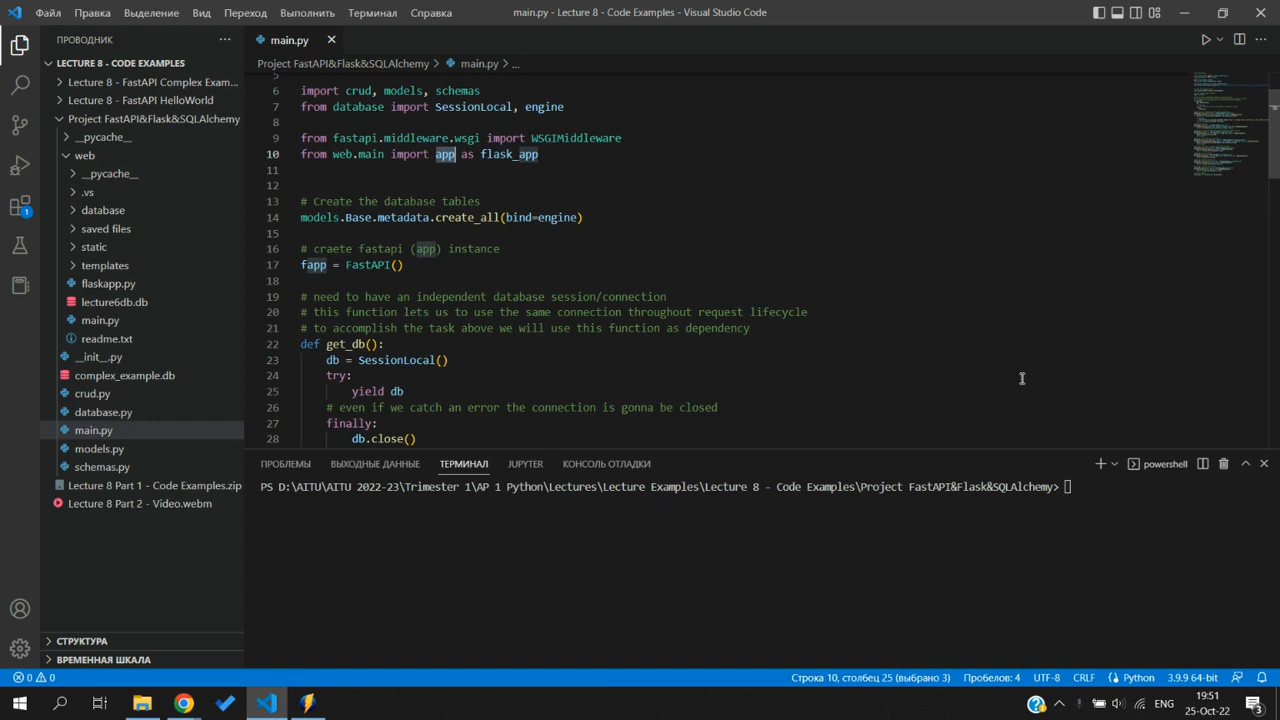 Файл Правка Выделение Вид Переход Выполнить Терминал Справка main.py - Lecture 8 - Code Examples - Visual Studio Code
ПРОВОДНИК ...
main.py
Project FastAPI&Flask&SQLAlchemy > main.py > ...
LECTURE 8 - CODE EXAMPLES
Lecture 8 - FastAPI Complex Exam...
Lecture 8 - FastAPI HelloWorld
Project FastAPI&Flask&SQLAlchemy
__pycache__
web
__pycache__
.vs
database
saved files
static
templates
flaskapp.py
lecture6db.db
main.py
readme.txt
__init__.py
complex_example.db
crud.py
database.py
main.py
models.py
schemas.py
Lecture 8 Part 1 - Code Examples.zip
Lecture 8 Part 2 - Video.webm
СТРУКТУРА
ВРЕМЕННАЯ ШКАЛА
5
6 import crud, models, schemas
7 from database import SessionLocal, engine
8
9 from fastapi.middleware.wsgi import WSGIMiddleware
10 from web.main import app as flask_app
11
12
13 # Create the database tables
14 models.Base.metadata.create_all(bind=engine)
15
16 # craete fastapi (app) instance
17 fapp = FastAPI()
18
19 # need to have an independent database session/connection
20 # this function lets us to use the same connection throughout request lifecycle
21 # to accomplish the task above we will use this function as dependency
22 def get_db():
23 db = SessionLocal()
24 try:
25 yield db
26 # even if we catch an error the connection is gonna be closed
27 finally:
28 db.close()
ПРОБЛЕМЫ ВЫХОДНЫЕ ДАННЫЕ ТЕРМИНАЛ JUPYTER КОНСОЛЬ ОТЛАДКИ powershell
PS D:\AITU\AITU 2022-23\Trimester 1\AP 1 Python\Lectures\Lecture Examples\Lecture 8 - Code Examples\Project FastAPI&Flask&SQLAlchemy>
1
0 0 Строка 10, столбец 25 (выбрано 3) Пробелов: 4 UTF-8 CRLF Python 3.9.9 64-bit
ENG 19:51
25-Oct-22 3